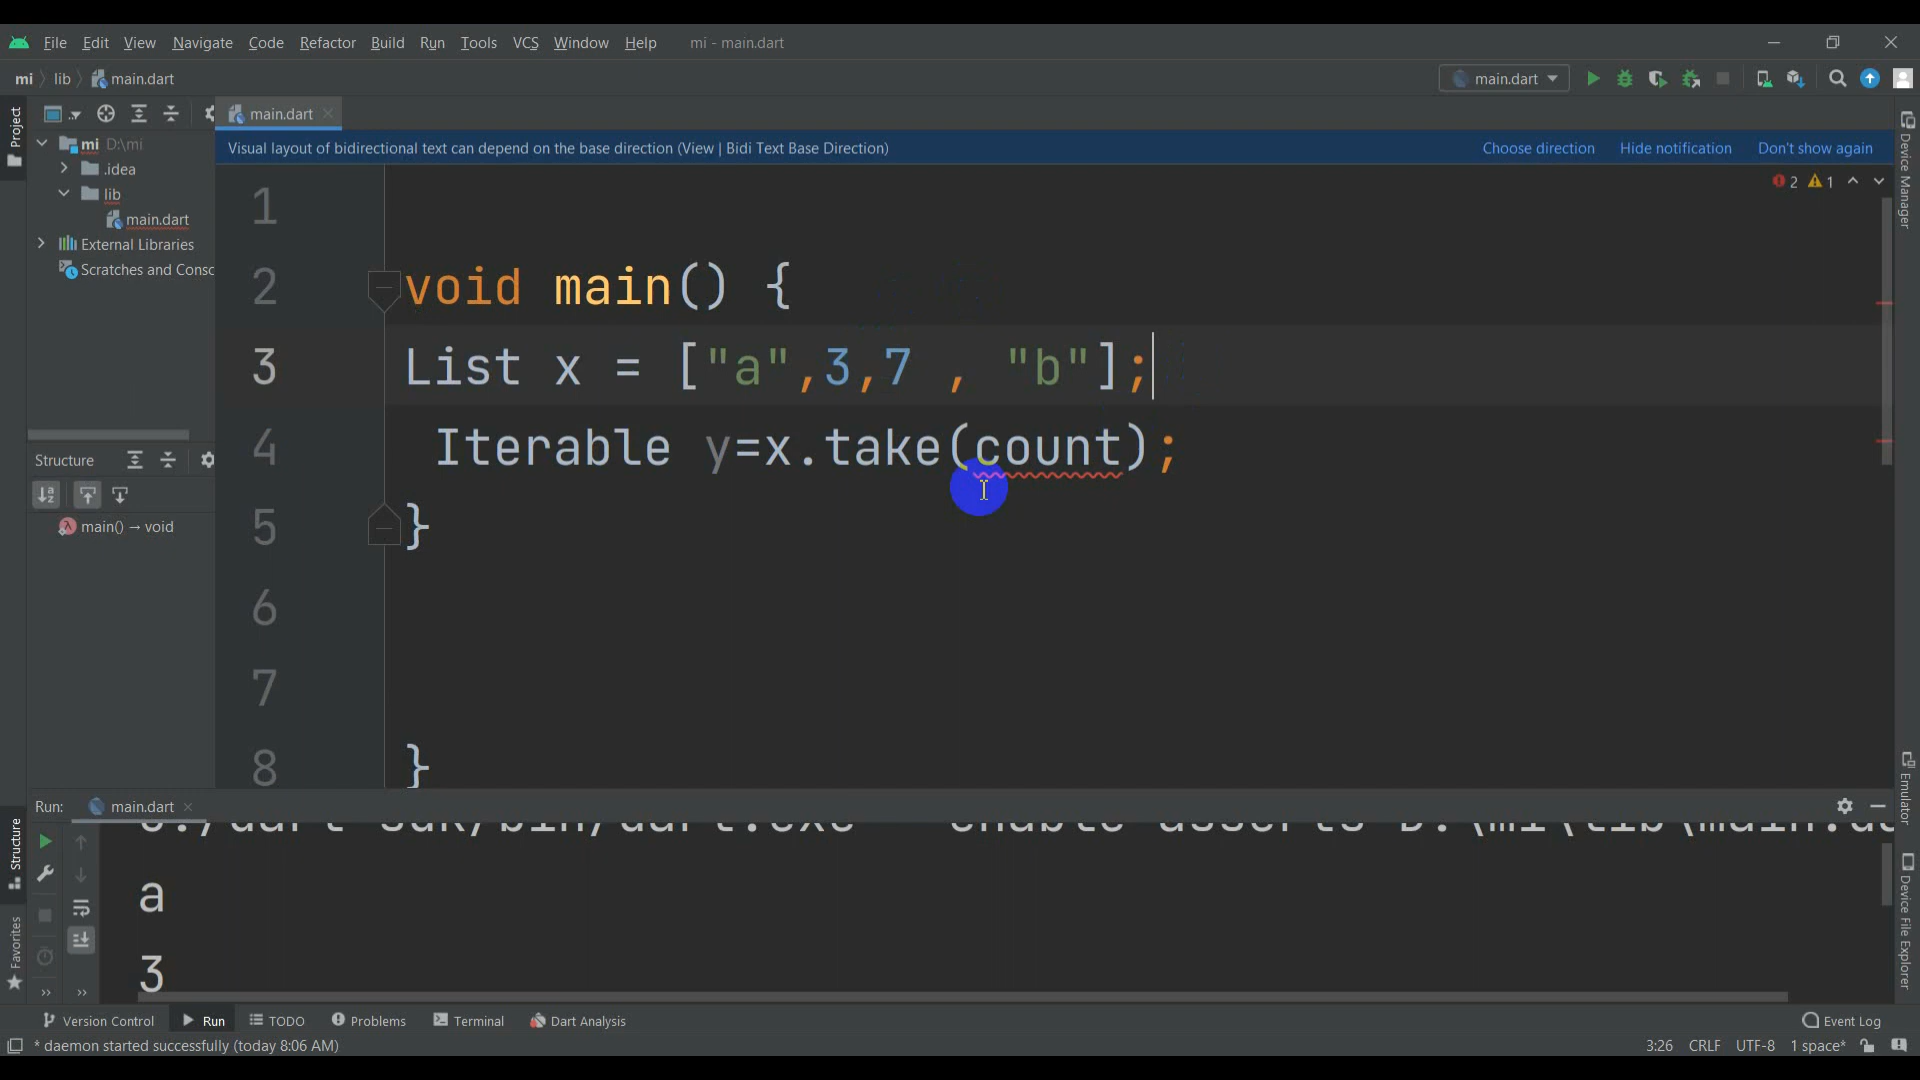 File Edit View Navigate Code Refactor Build Run Tools VCS Window Help mi - main.dart
mi lib main.dart
main.dart
Project
main.dart
mi D:\mi
.idea
lib
main.dart
External Libraries
Scratches and Consc
Visual layout of bidirectional text can depend on the base direction (View | Bidi Text Base Direction) Choose direction Hide notification Don't show again
2 1
1
2 void main() {
3 List x = ["a",3,7 , "b"];
4 Iterable y=x.take(count);
5 }
6
7
8 }
Structure
main() → void
Device Manager
Emulator
Device File Explorer
Structure
Favorites
Run: main.dart
a
3
Version Control Run TODO Problems Terminal Dart Analysis Event Log
* daemon started successfully (today 8:06 AM) 3:26 CRLF UTF-8 1 space*